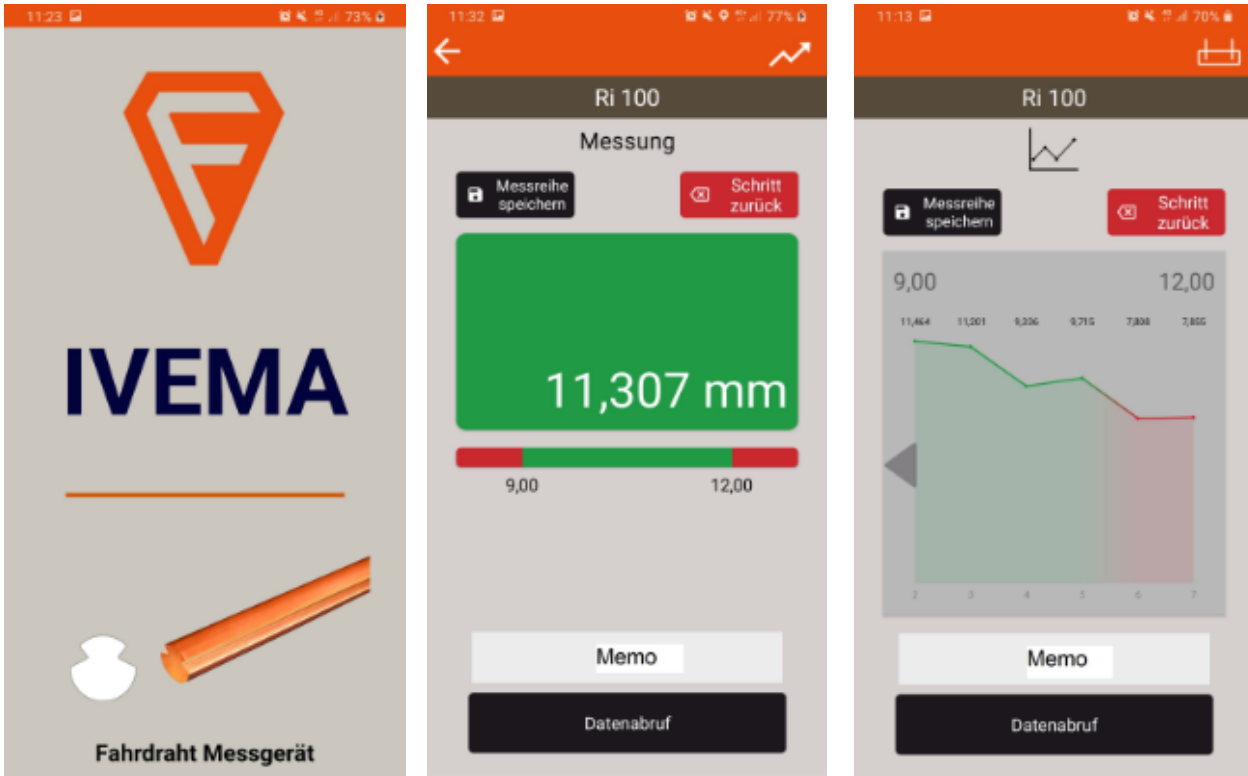 11:23
73%
IVEMA
Fahrdraht Messgerät
11:32
77%
Ri 100
Messung
Messreihe
speichern
Schritt
zurück
11,307 mm
9,00 12,00
Memo
Datenabruf
11:13
70%
Ri 100
Messreihe
speichern
Schritt
zurück
9,00 12,00
11,464 11,201 9,236 9,715 7,808 7,855
2 3 4 5 6 7
Memo
Datenabruf